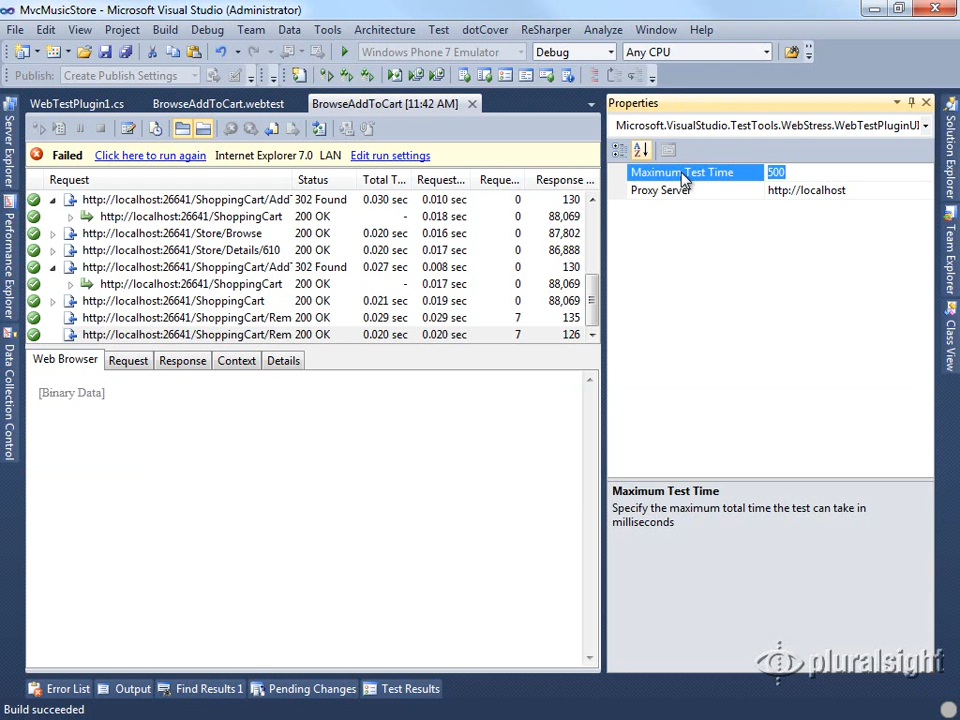 MvcMusicStore - Microsoft Visual Studio (Administrator)
File Edit View Project Build Debug Team Data Tools Architecture Test dotCover ReSharper Analyze Window Help
Windows Phone 7 Emulator Debug Any CPU
Publish: Create Publish Settings
WebTestPlugin1.cs BrowseAddToCart.webtest BrowseAddToCart [11:42 AM]
Failed Click here to run again Internet Explorer 7.0 LAN Edit run settings
Request Status Total T... Request... Reque... Response
http://localhost:26641/ShoppingCart/Add 302 Found 0.030 sec 0.010 sec 0 130
http://localhost:26641/ShoppingCart 200 OK - 0.018 sec 0 88,069
http://localhost:26641/Store/Browse 200 OK 0.020 sec 0.016 sec 0 87,802
http://localhost:26641/Store/Details/610 200 OK 0.020 sec 0.016 sec 0 86,888
http://localhost:26641/ShoppingCart/Add 302 Found 0.027 sec 0.008 sec 0 130
http://localhost:26641/ShoppingCart 200 OK - 0.017 sec 0 88,069
http://localhost:26641/ShoppingCart 200 OK 0.021 sec 0.019 sec 0 88,069
http://localhost:26641/ShoppingCart/Rem 200 OK 0.029 sec 0.029 sec 7 135
http://localhost:26641/ShoppingCart/Rem 200 OK 0.020 sec 0.020 sec 7 126
Web Browser Request Response Context Details
[Binary Data]
Properties
Microsoft.VisualStudio.TestTools.WebStress.WebTestPluginUI
Maximum Test Time 500
Proxy Server http://localhost
Maximum Test Time
Specify the maximum total time the test can take in
milliseconds
Server Explorer
Performance Explorer
Data Collection Control
Solution Explorer
Team Explorer
Class View
pluralsight
Error List Output Find Results 1 Pending Changes Test Results
Build succeeded